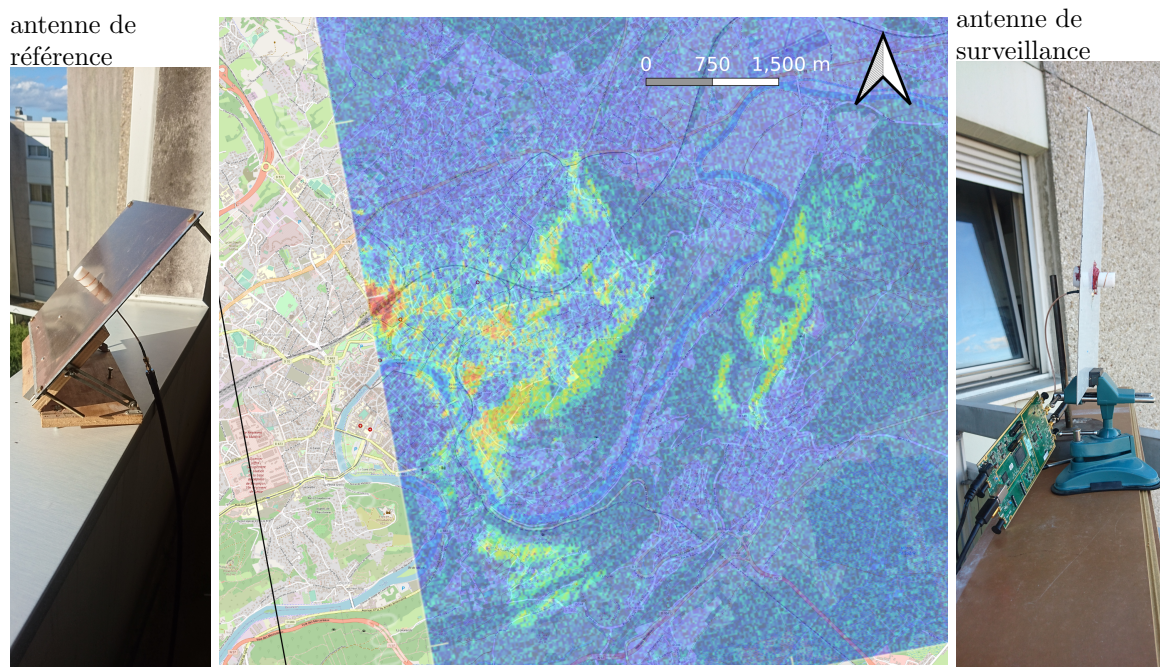 antenne de
référence
0 750 1,500 m
antenne de
surveillance